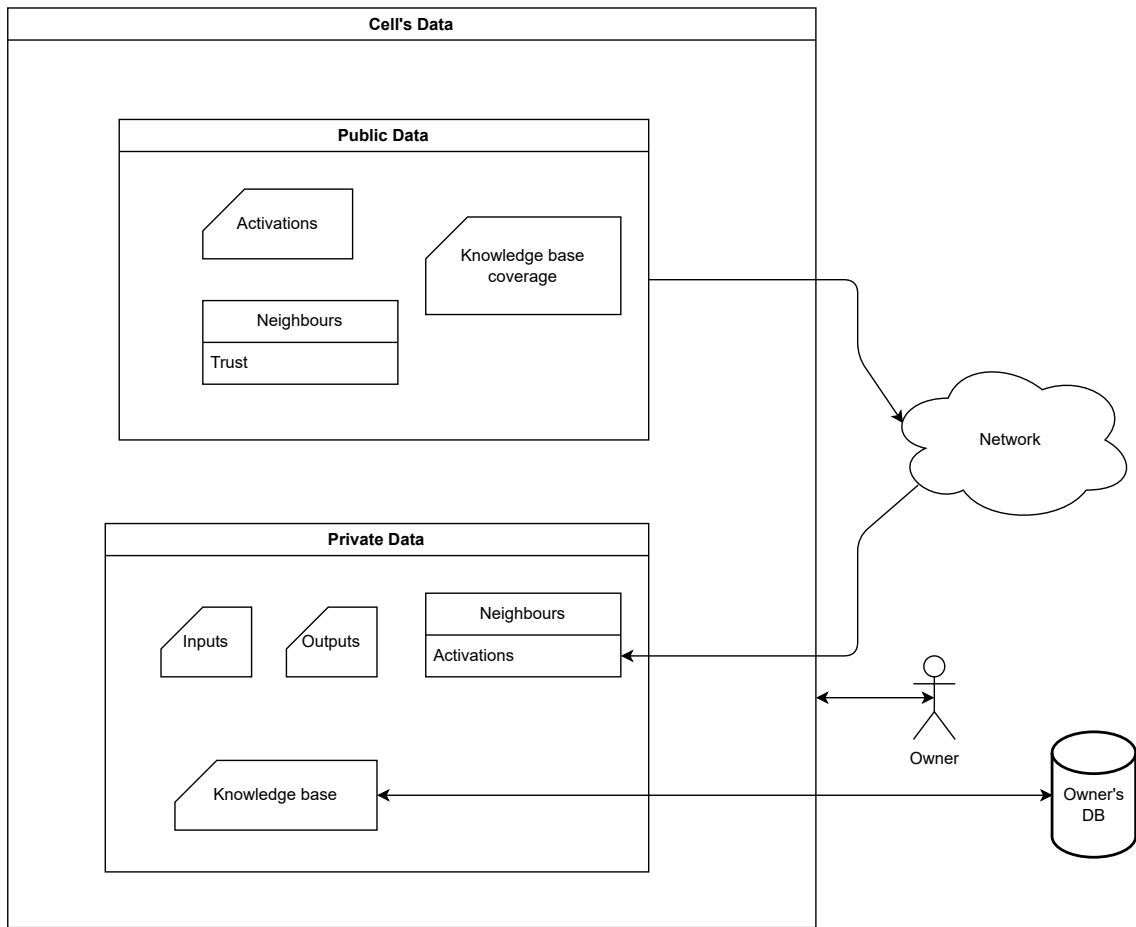 Cell's Data
Public Data
Activations
Knowledge base
coverage
Neighbours
Trust
Network
Private Data
Inputs
Outputs
Neighbours
Activations
Owner
Knowledge base
Owner's
DB